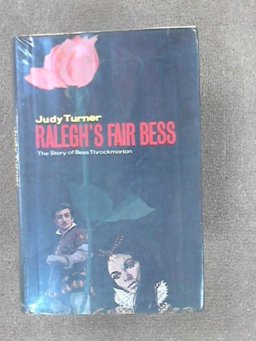 Judy Turner
RALEGH'S FAIR BESS
The Story of Bess Throckmorton